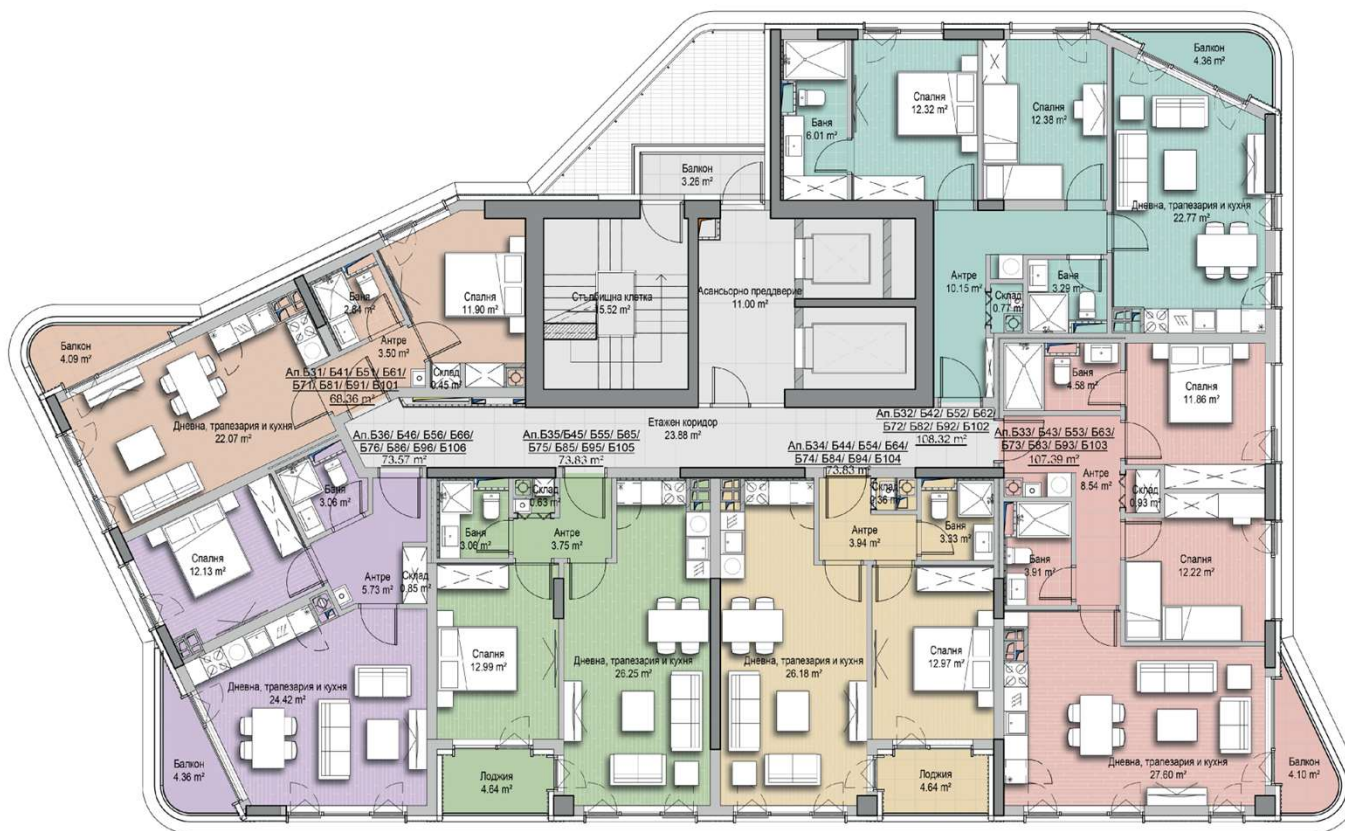 Балкон
4.36 m²
Спалня
12.32 m²
Спалня
12.38 m²
Баня
6.01 m²
Балкон
3.26 m²
Дневна, трапезария и кухня
22.77 m²
Антре
10.15 m²
Баня
3.29 m²
Склад
0.77 m²
Стълбищна клетка
15.52 m²
Асансьорно преддверие
11.00 m²
Спалня
11.90 m²
Баня
2.64 m²
Антре
3.50 m²
Склад
0.45 m²
Балкон
4.09 m²
Ап.Б31/ Б41/ Б51/ Б61/
Б71/ Б81/ Б91/ Б101
68.36 m²
Дневна, трапезария и кухня
22.07 m²
Етажен коридор
23.88 m²
Ап.Б36/ Б46/ Б56/ Б66/
Б76/ Б86/ Б96/ Б106
73.57 m²
Ап.Б35/Б45/ Б55/ Б65/
Б75/ Б85/ Б95/ Б105
73.83 m²
Ап.Б34/ Б44/ Б54/ Б64/
Б74/ Б84/ Б94/ Б104
73.83 m²
Ап.Б32/ Б42/ Б52/ Б62/
Б72/ Б82/ Б92/ Б102
108.32 m²
Ап.Б33/ Б43/ Б53/ Б63/
Б73/ Б83/ Б93/ Б103
107.39 m²
Баня
4.58 m²
Спалня
11.86 m²
Антре
8.54 m²
Склад
0.93 m²
Баня
3.91 m²
Спалня
12.22 m²
Баня
3.06 m²
Спалня
12.13 m²
Антре
5.73 m²
Склад
0.85 m²
Баня
3.06 m²
Склад
0.63 m²
Антре
3.75 m²
Склад
0.36 m²
Антре
3.94 m²
Баня
3.33 m²
Дневна, трапезария и кухня
24.42 m²
Спалня
12.99 m²
Дневна, трапезария и кухня
26.25 m²
Дневна, трапезария и кухня
26.18 m²
Спалня
12.97 m²
Дневна, трапезария и кухня
27.60 m²
Балкон
4.36 m²
Лоджия
4.64 m²
Лоджия
4.64 m²
Балкон
4.10 m²